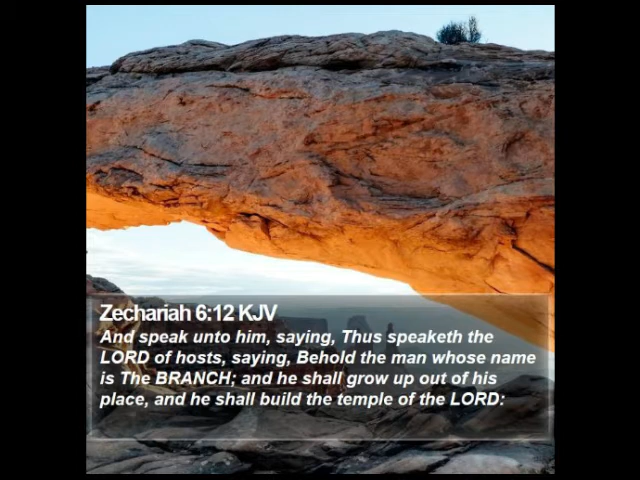 Zechariah 6:12 KJV
And speak unto him, saying, Thus speaketh the
LORD of hosts, saying, Behold the man whose name
is The BRANCH; and he shall grow up out of his
place, and he shall build the temple of the LORD: